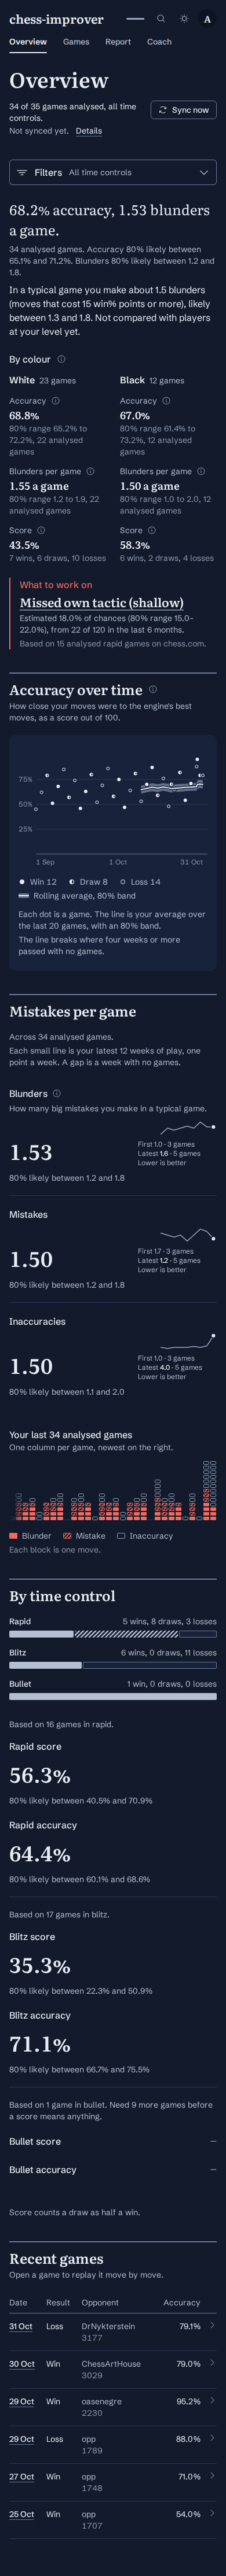 chess-improver
A
Overview Games Report Coach
Overview
34 of 35 games analysed, all time
controls.
Not synced yet. Details
Sync now
Filters All time controls
68.2% accuracy, 1.53 blunders
a game.
34 analysed games. Accuracy 80% likely between
65.1% and 71.2%. Blunders 80% likely between 1.2 and
1.8.
In a typical game you make about 1.5 blunders
(moves that cost 15 win% points or more), likely
between 1.3 and 1.8. Not compared with players
at your level yet.
By colour
White 23 games
Accuracy
68.8%
80% range 65.2% to
72.2%, 22 analysed
games
Blunders per game
1.55 a game
80% range 1.2 to 1.9, 22
analysed games
Score
43.5%
7 wins, 6 draws, 10 losses
Black 12 games
Accuracy
67.0%
80% range 61.4% to
73.2%, 12 analysed
games
Blunders per game
1.50 a game
80% range 1.0 to 2.0, 12
analysed games
Score
58.3%
6 wins, 2 draws, 4 losses
What to work on
Missed own tactic (shallow)
Estimated 18.0% of chances (80% range 15.0–
22.0%), from 22 of 120 in the last 6 months.
Based on 15 analysed rapid games on chess.com.
Accuracy over time
How close your moves were to the engine's best
moves, as a score out of 100.
75%
50%
25%
1 Sep 1 Oct 31 Oct
Win 12 Draw 8 Loss 14
Rolling average, 80% band
Each dot is a game. The line is your average over
the last 20 games, with an 80% band.
The line breaks where four weeks or more
passed with no games.
Mistakes per game
Across 34 analysed games.
Each small line is your latest 12 weeks of play, one
point a week. A gap is a week with no games.
Blunders
How many big mistakes you make in a typical game.
1.53
First 1.0 · 3 games
Latest 1.6 · 5 games
Lower is better
80% likely between 1.2 and 1.8
Mistakes
1.50
First 1.7 · 3 games
Latest 1.2 · 5 games
Lower is better
80% likely between 1.2 and 1.8
Inaccuracies
1.50
First 1.0 · 3 games
Latest 4.0 · 5 games
Lower is better
80% likely between 1.1 and 2.0
Your last 34 analysed games
One column per game, newest on the right.
Blunder Mistake Inaccuracy
Each block is one move.
By time control
Rapid 5 wins, 8 draws, 3 losses
Blitz 6 wins, 0 draws, 11 losses
Bullet 1 win, 0 draws, 0 losses
Based on 16 games in rapid.
Rapid score
56.3%
80% likely between 40.5% and 70.9%
Rapid accuracy
64.4%
80% likely between 60.1% and 68.6%
Based on 17 games in blitz.
Blitz score
35.3%
80% likely between 22.3% and 50.9%
Blitz accuracy
71.1%
80% likely between 66.7% and 75.5%
Based on 1 game in bullet. Need 9 more games before
a score means anything.
Bullet score –
Bullet accuracy –
Score counts a draw as half a win.
Recent games
Open a game to replay it move by move.
Date Result Opponent Accuracy
31 Oct Loss DrNykterstein 79.1%
3177
30 Oct Win ChessArtHouse 79.0%
3029
29 Oct Win oasenegre 95.2%
2230
29 Oct Loss opp 88.0%
1789
27 Oct Win opp 71.0%
1748
25 Oct Win opp 54.0%
1707